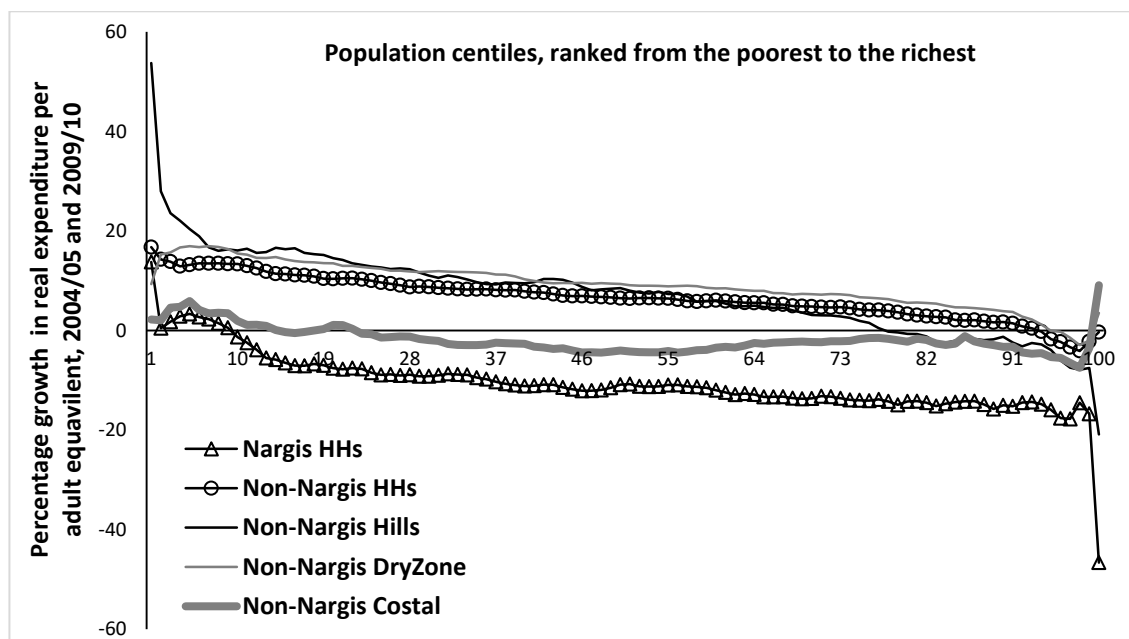 Population centiles, ranked from the poorest to the richest
Percentage growth in real expenditure per
adult equavilent, 2004/05 and 2009/10
60
40
20
0
-20
-40
-60
1
10
19
28
37
46
55
64
73
82
91
100
Nargis HHs
Non-Nargis HHs
Non-Nargis Hills
Non-Nargis DryZone
Non-Nargis Costal